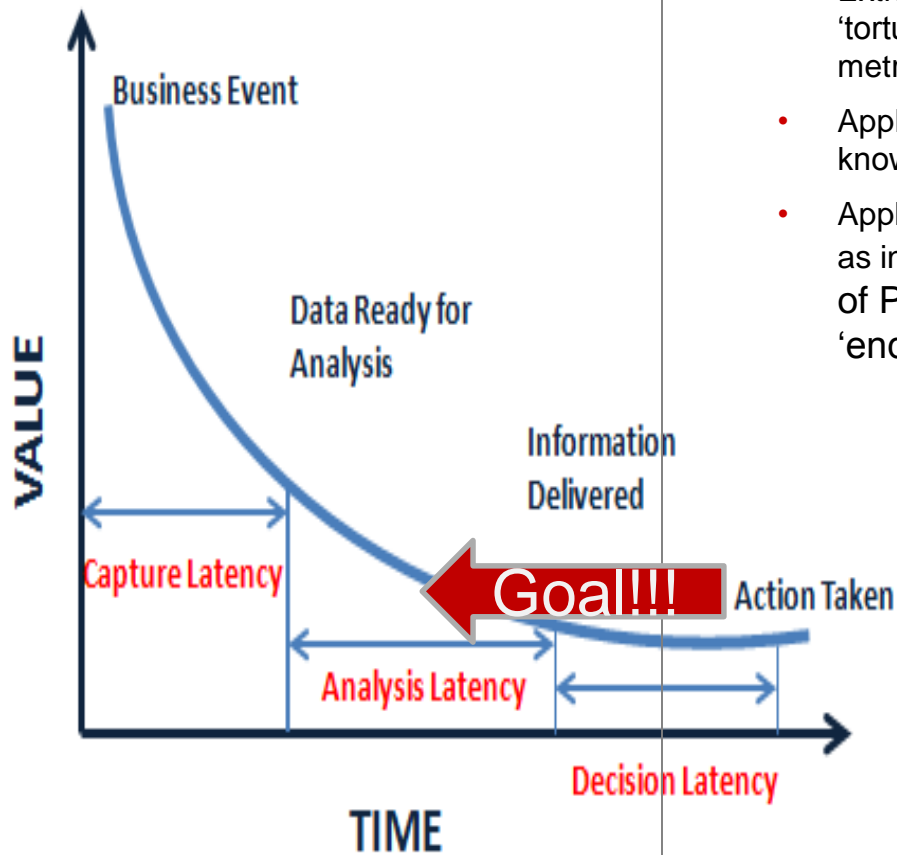 Business Event
Data Ready for
Analysis
Information
Delivered
Goal!!!
Action Taken
Capture Latency
Analysis Latency
Decision Latency
VALUE
TIME
metr
• Appl
know
• Appl
as in
of P